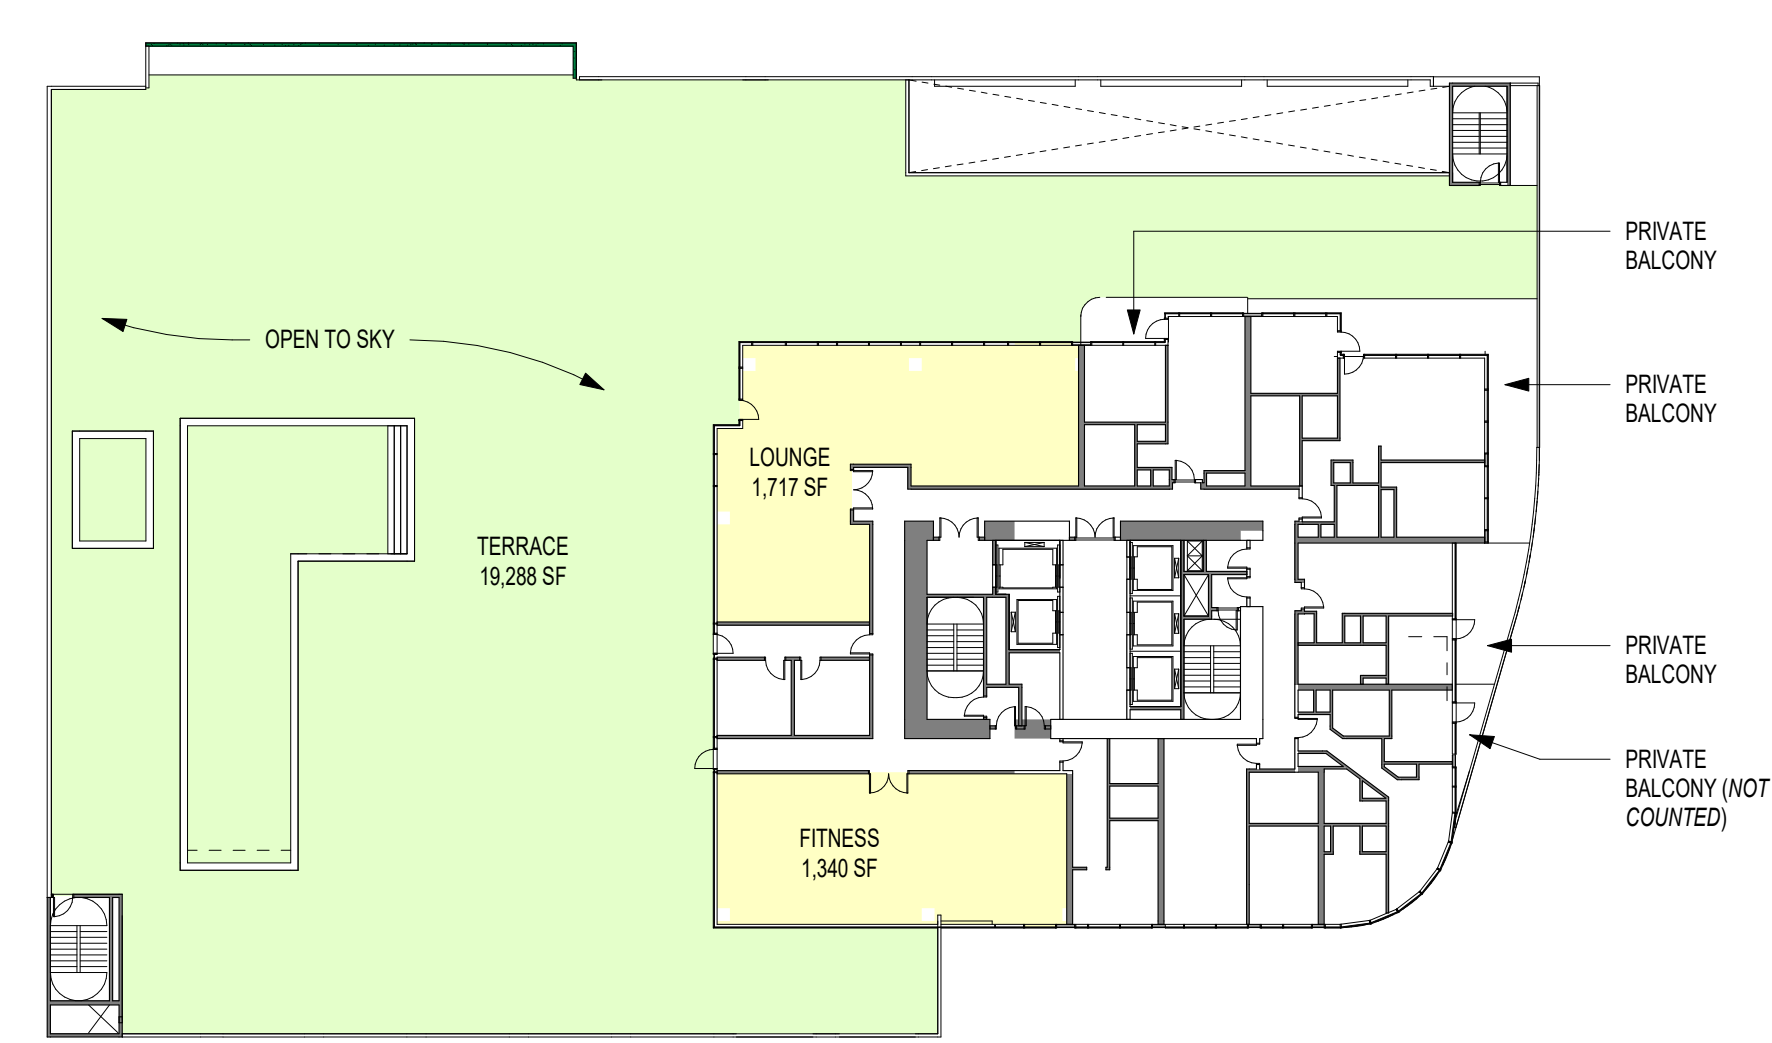 PRIVATE
BALCONY
OPEN TO SKY
PRIVATE
BALCONY
LOUNGE
1,717 SF
TERRACE
19,288 SF
PRIVATE
BALCONY
PRIVATE
BALCONY (NOT
COUNTED)
FITNESS
1,340 SF